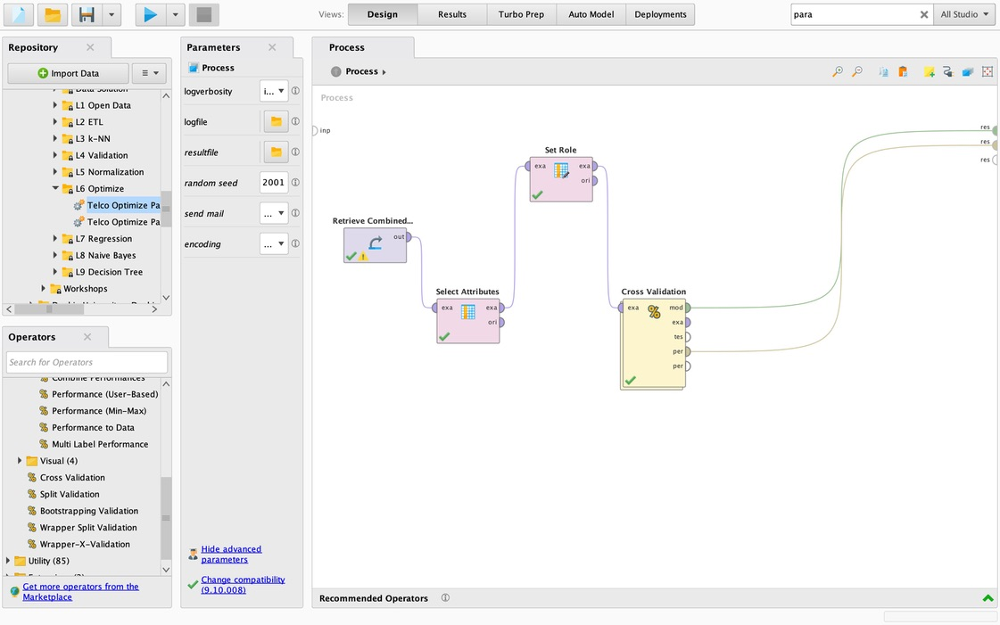 Views:
Design
Results
Turbo Prep
Auto Model
Deployments
para
All Studio
Repository
Import Data
Data Solution
L1 Open Data
L2 ETL
L3 k-NN
L4 Validation
L5 Normalization
L6 Optimize
Telco Optimize Pa
Telco Optimize Pa
L7 Regression
L8 Naive Bayes
L9 Decision Tree
Workshops
Operators
Search for Operators
Combine Performances
Performance (User-Based)
Performance (Min-Max)
Performance to Data
Multi Label Performance
Visual (4)
Cross Validation
Split Validation
Bootstrapping Validation
Wrapper Split Validation
Wrapper-X-Validation
Utility (85)
Get more operators from the
Marketplace
Parameters
Process
logverbosity
i...
logfile
resultfile
random seed
2001
send mail
...
encoding
...
Hide advanced
parameters
Change compatibility
(9.10.008)
Process
Process
Process
inp
Retrieve Combined...
out
Select Attributes
exa
exa
ori
Set Role
exa
exa
ori
Cross Validation
exa
mod
exa
tes
per
per
res
res
res
Recommended Operators